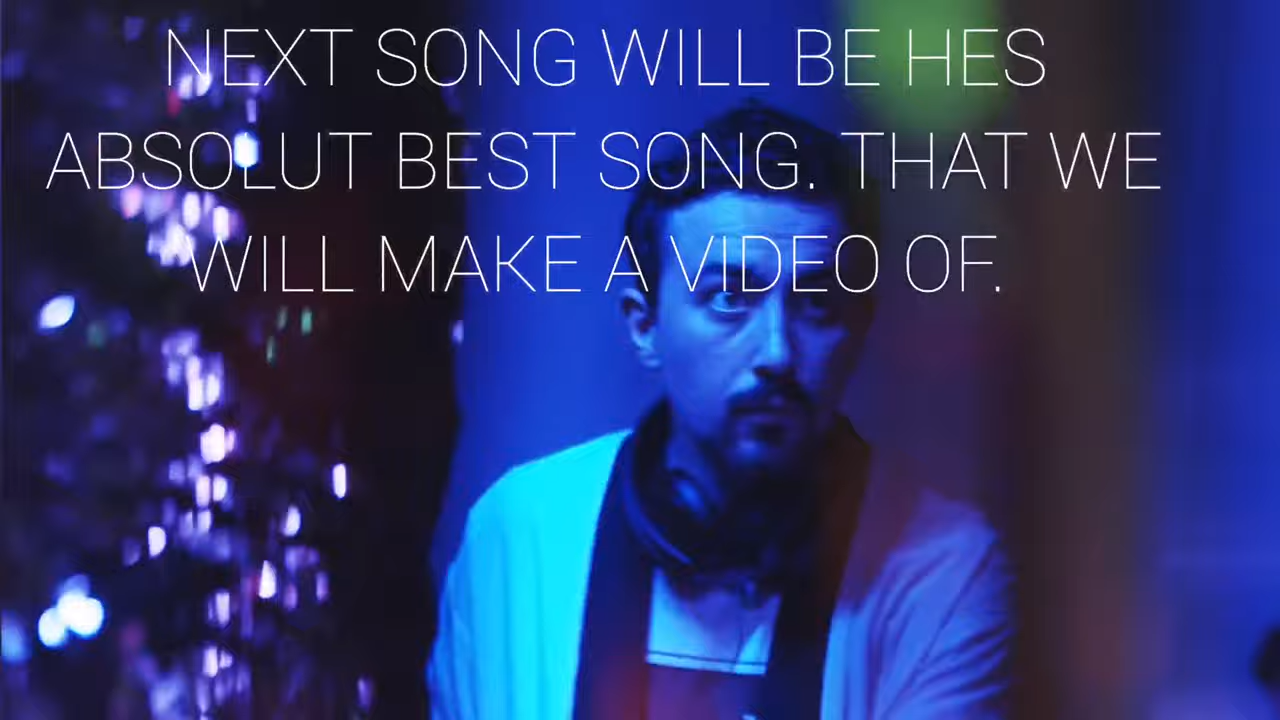 NEXT SONG WILL BE HES
ABSOLUT BEST SONG. THAT WE
WILL MAKE A VIDEO OF.